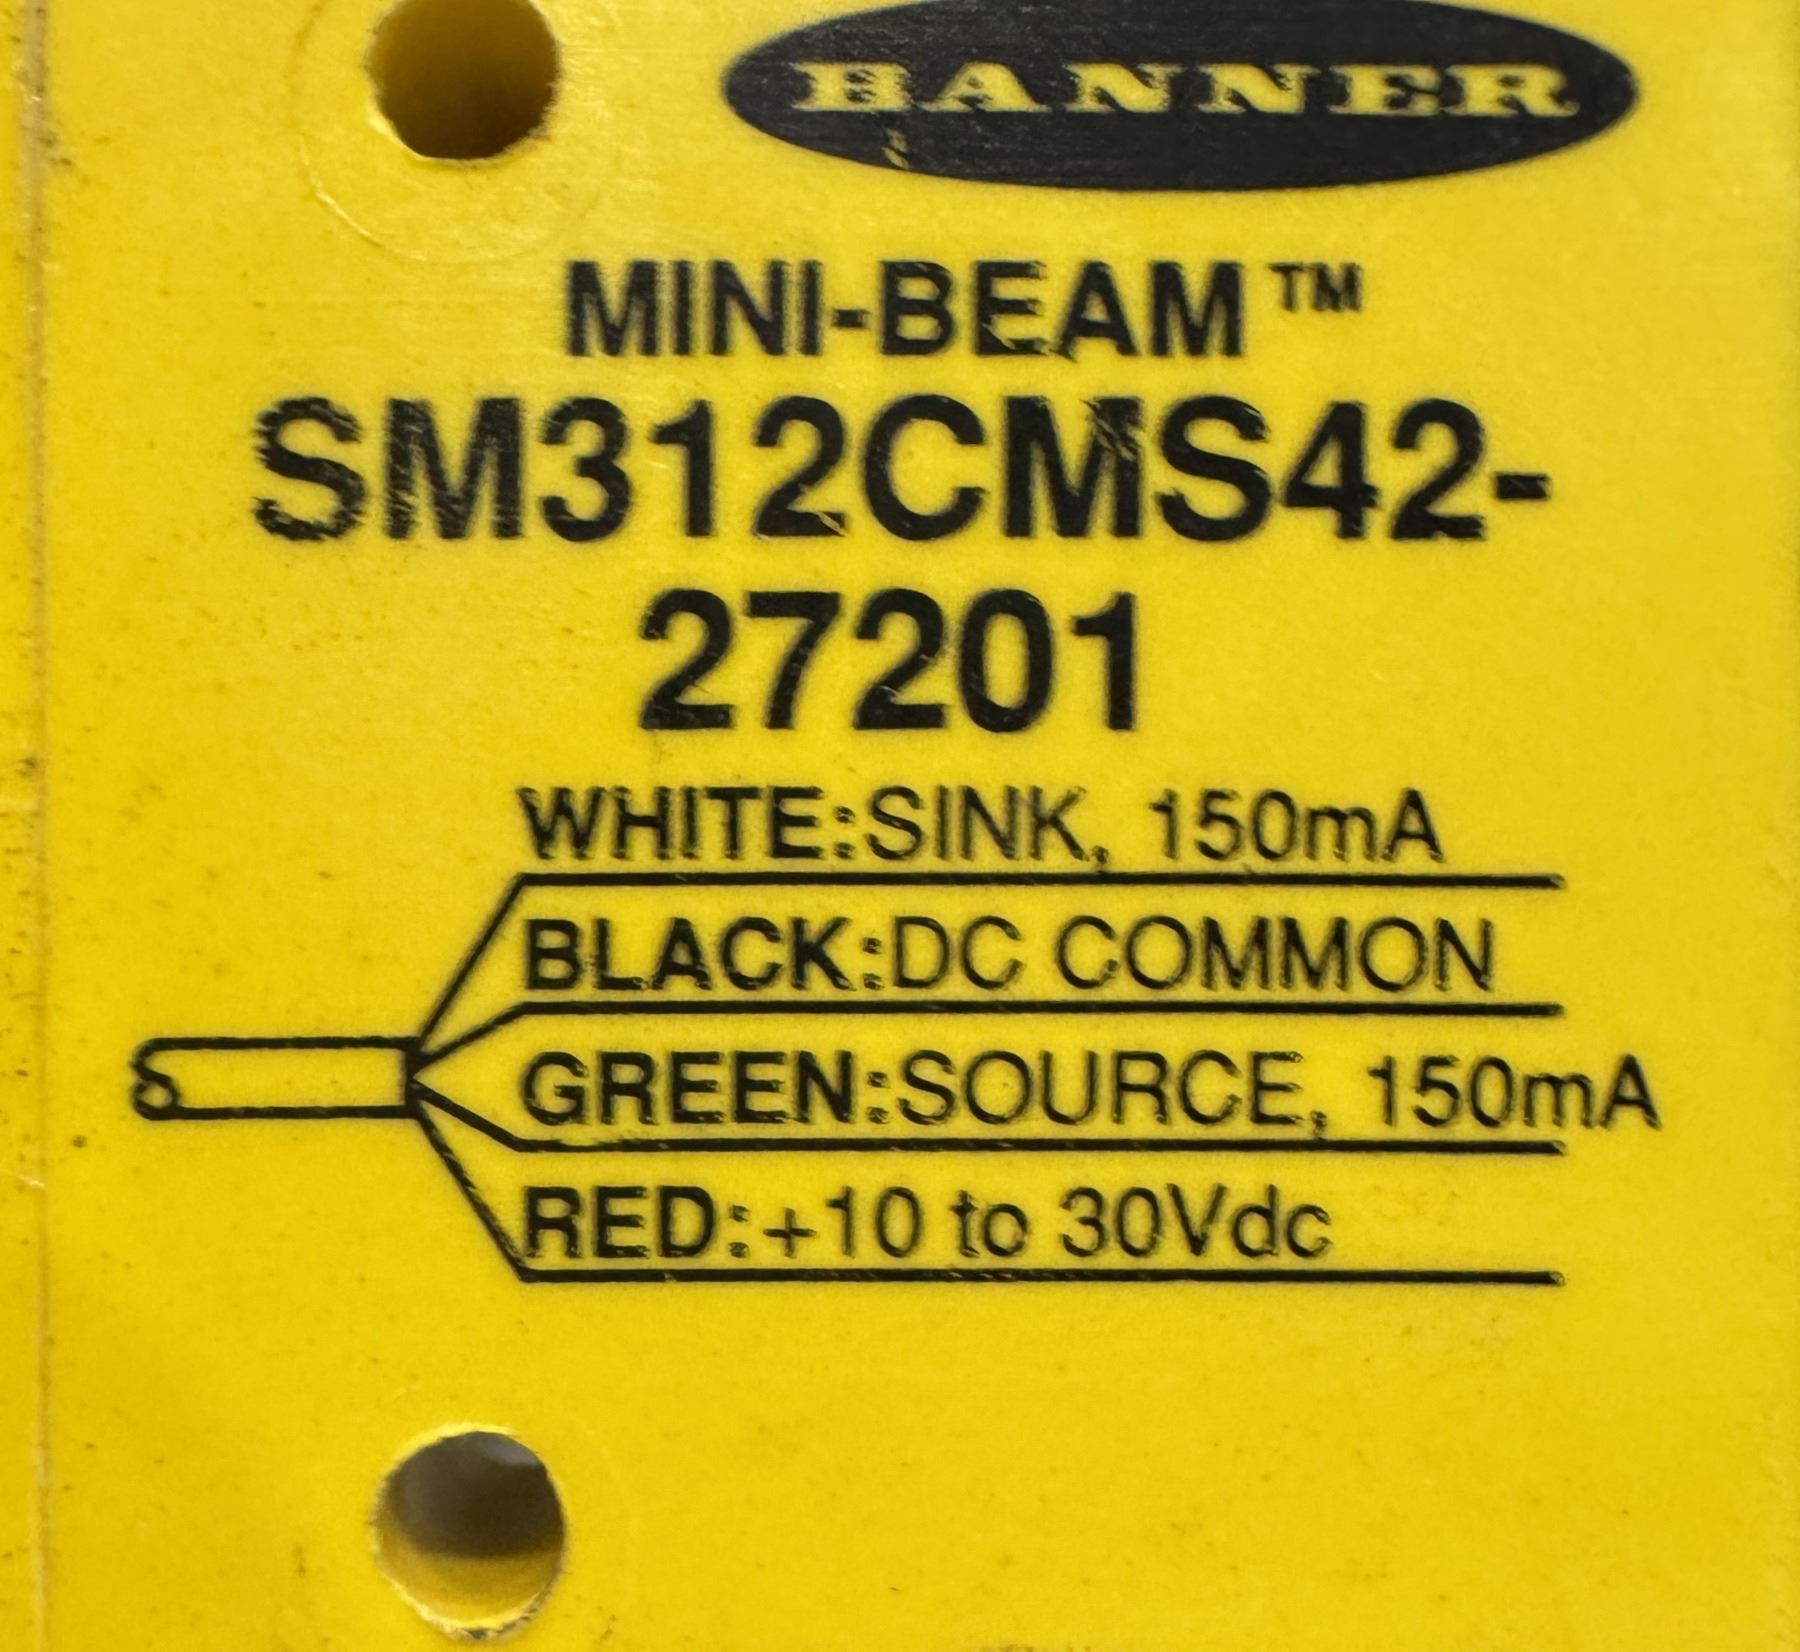 BANNER
MINI-BEAM™
SM312CMS42-
27201
WHITE:SINK, 150mA
BLACK:DC COMMON
GREEN:SOURCE, 150mA
RED:+10 to 30Vdc